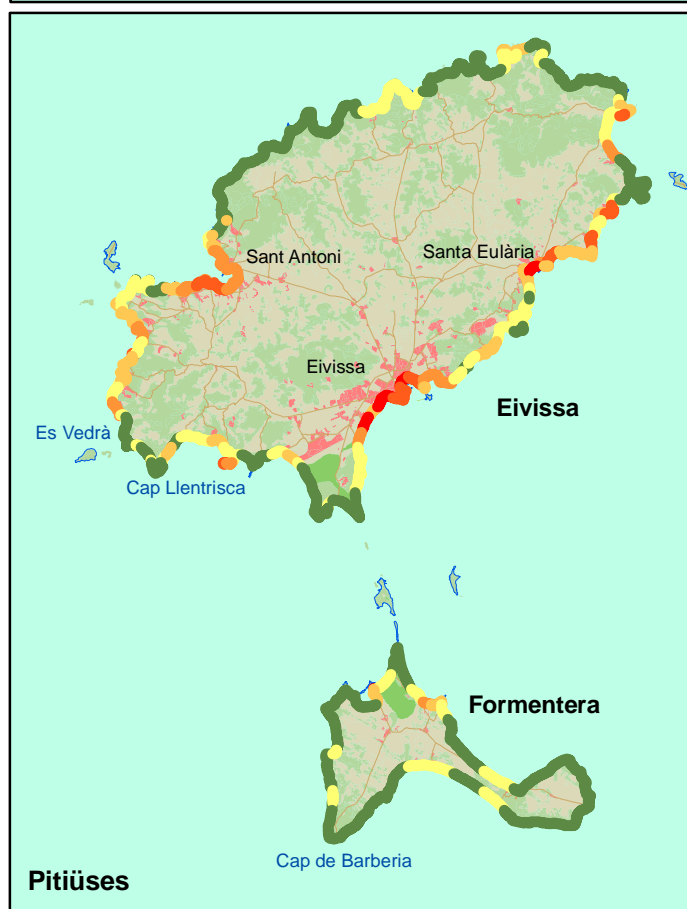 Sant Antoni
Santa Eulària
Eivissa
Eivissa
Es Vedrà
Cap Llentrisca
Formentera
Cap de Barberia
Pitiüses